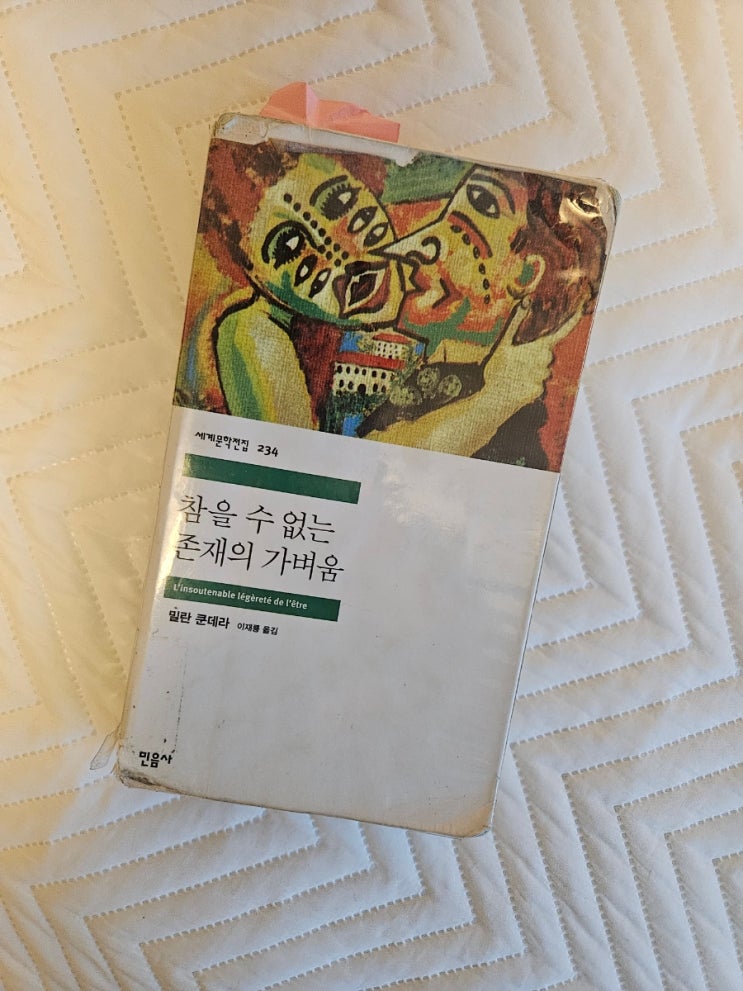 세계문학전집 234
참을 수 없는
존재의 가벼움
L'insoutenable légèreté de l'être
밀란 쿤데라 이재룡 옮김
민음사